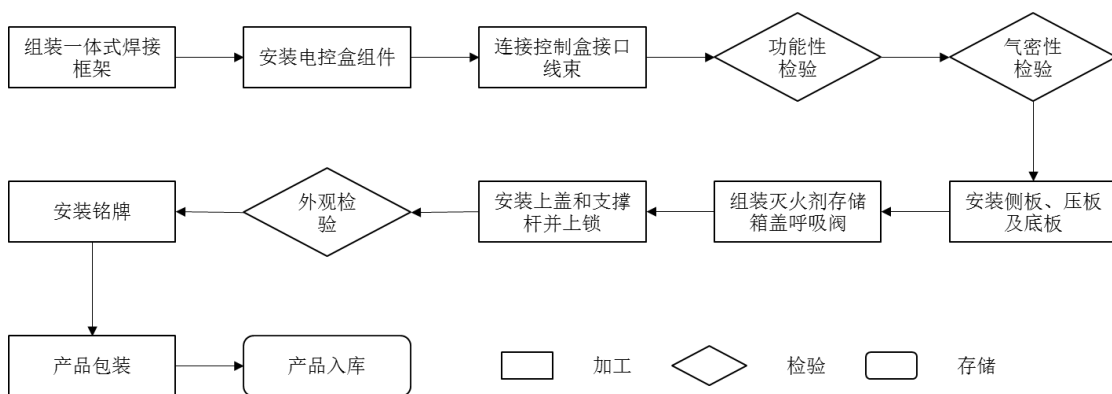 组装一体式焊接
框架
安装电控盒组件
连接控制盒接口
线束
功能性
检验
气密性
检验
安装侧板、压板
及底板
组装灭火剂存储
箱盖呼吸阀
安装上盖和支撑
杆并上锁
外观检
验
安装铭牌
产品包装
产品入库
加工
检验
存储